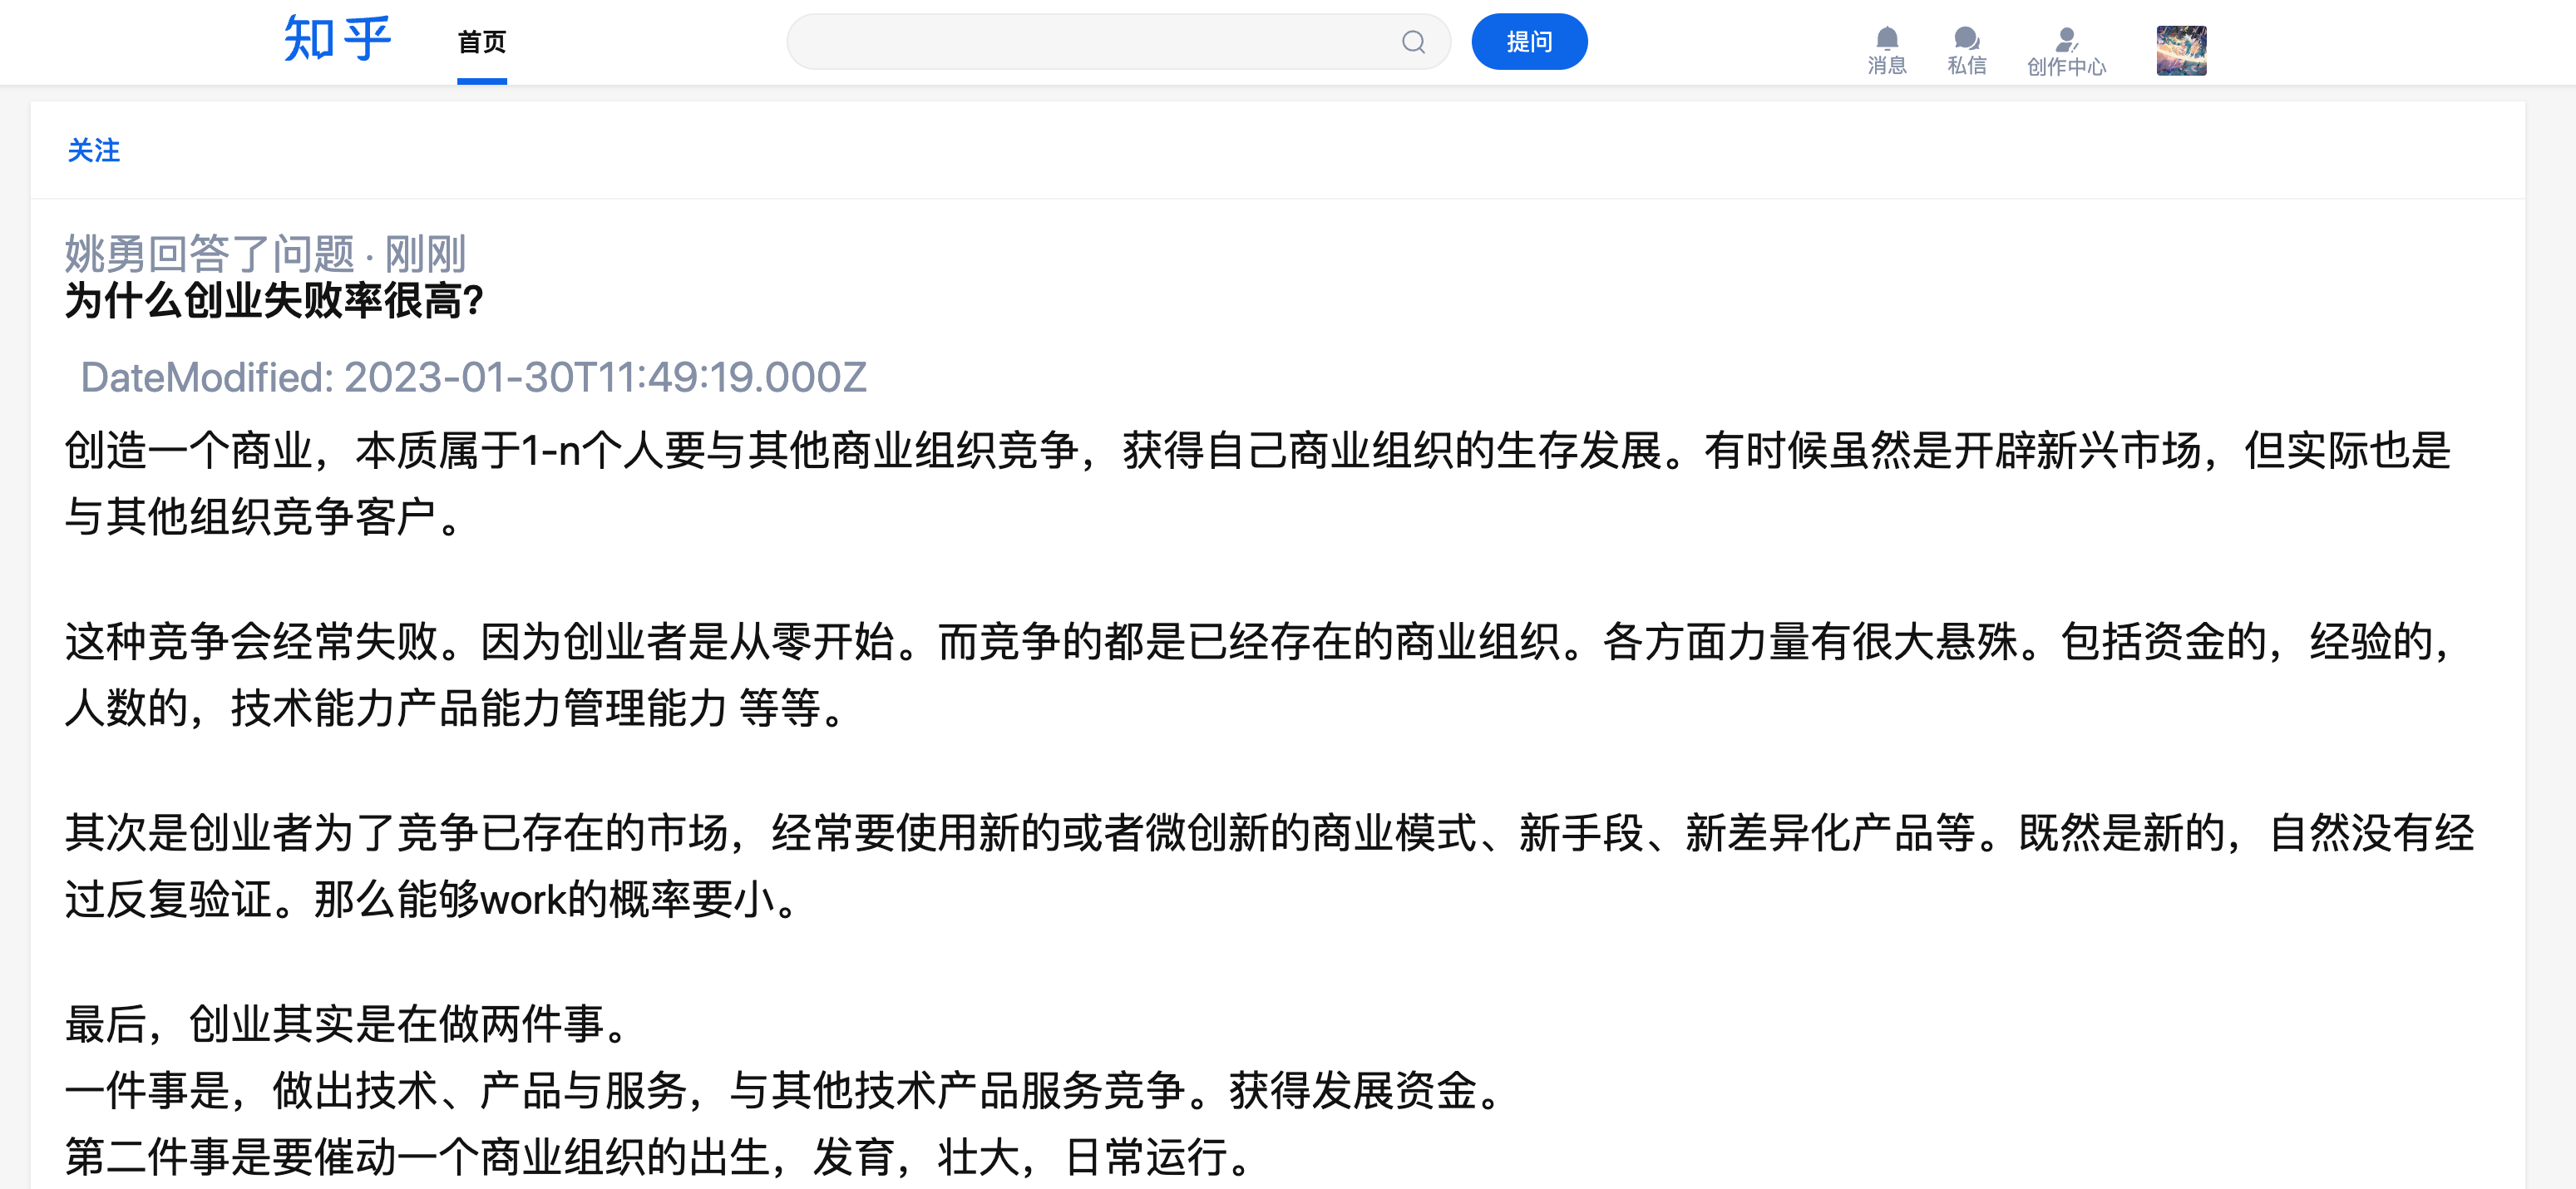 知乎
首页
提问
消息
私信
创作中心
关注
姚勇回答了问题 · 刚刚
为什么创业失败率很高?
DateModified: 2023-01-30T11:49:19.000Z
创造一个商业，本质属于1-n个人要与其他商业组织竞争，获得自己商业组织的生存发展。有时候虽然是开辟新兴市场，但实际也是
与其他组织竞争客户。
这种竞争会经常失败。因为创业者是从零开始。而竞争的都是已经存在的商业组织。各方面力量有很大悬殊。包括资金的，经验的，
人数的，技术能力产品能力管理能力 等等。
其次是创业者为了竞争已存在的市场，经常要使用新的或者微创新的商业模式、新手段、新差异化产品等。既然是新的，自然没有经
过反复验证。那么能够work的概率要小。
最后，创业其实是在做两件事。
一件事是，做出技术、产品与服务，与其他技术产品服务竞争。获得发展资金。
第二件事是要催动一个商业组织的出生，发育，壮大，日常运行。